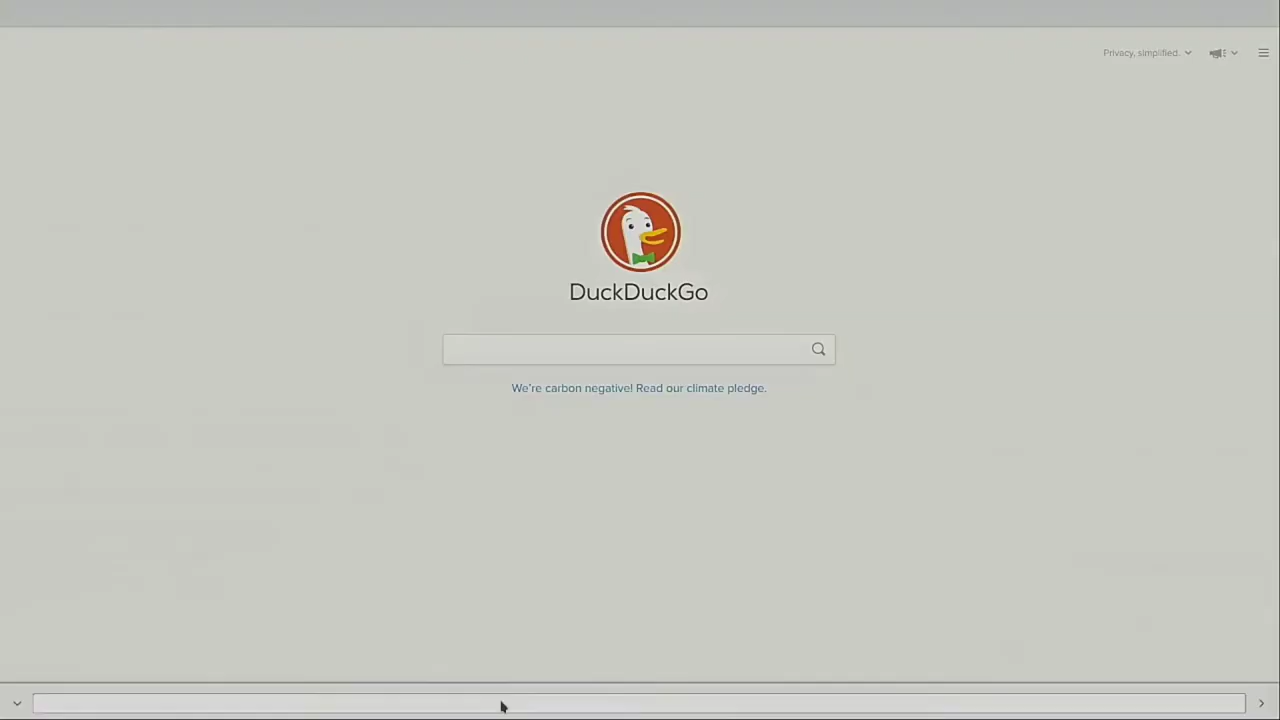 Privacy, simplified.
DuckDuckGo
We're carbon negative! Read our climate pledge.